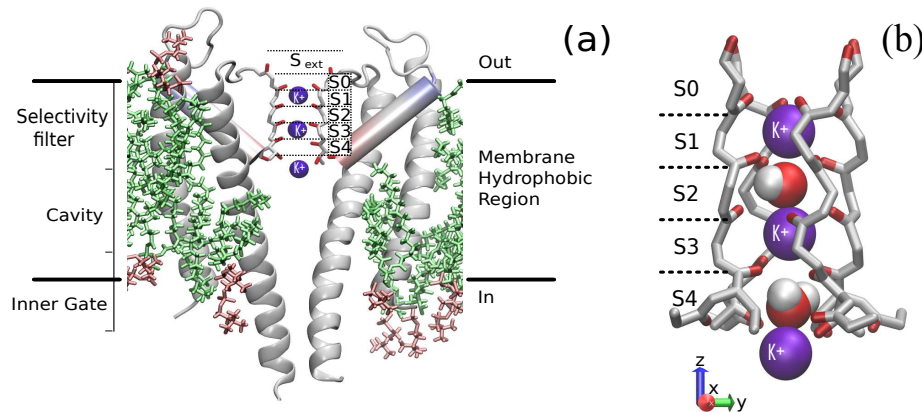 (a)
S ext
Out
S0
K+
S1
Selectivity
filter
S2
K+
S3
S4
K+
Membrane
Hydrophobic
Region
Cavity
Inner Gate
In
(b)
S0
K+
S1
S2
K+
S3
S4
K+
z
x
y